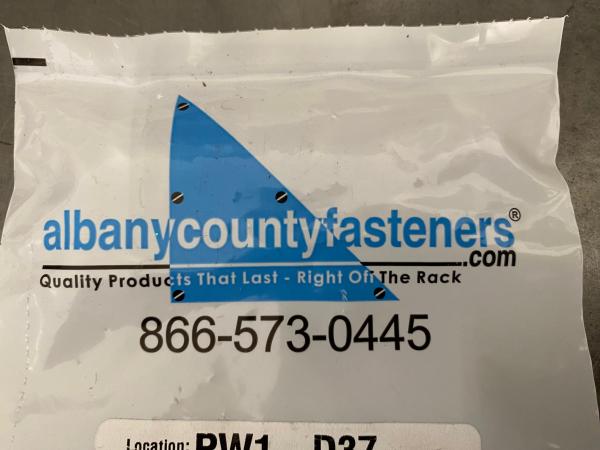 albanycountyfasteners®
.com
Quality Products That Last - Right Off The Rack
866-573-0445
Location: RW1 D37